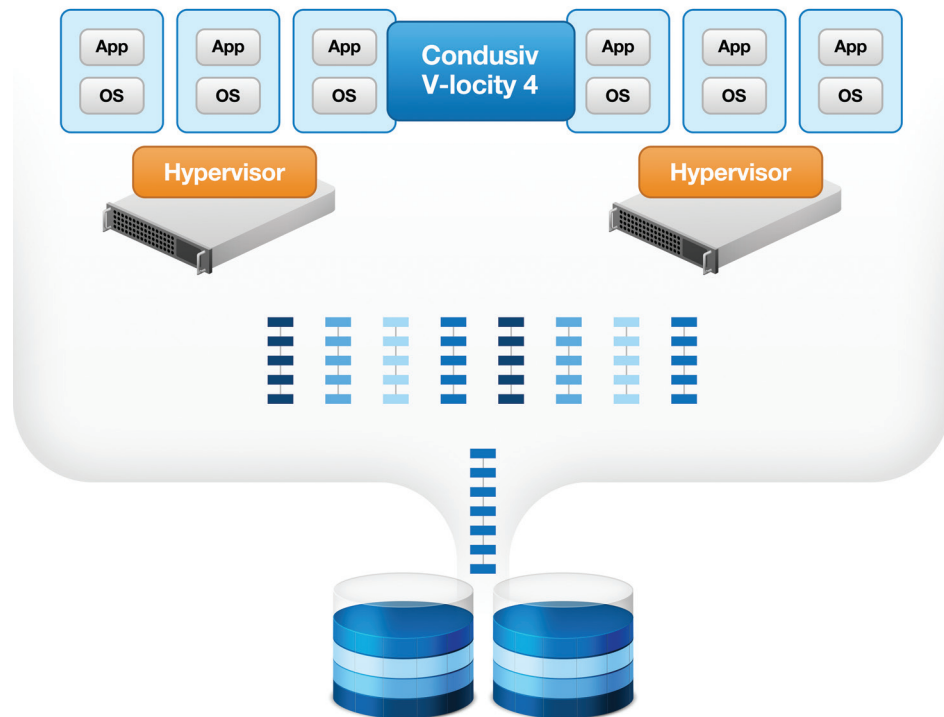 App
App
App
Condusiv
V-locity 4
App
App
App
OS
OS
OS
OS
OS
OS
Hypervisor
Hypervisor